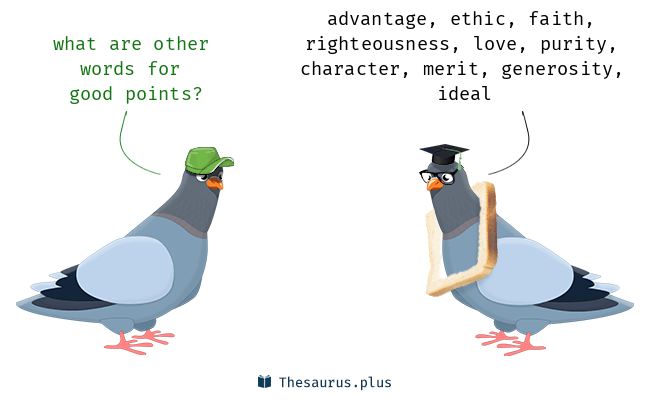 what are other
words for
good points?
advantage, ethic, faith,
righteousness, love, purity,
character, merit, generosity,
ideal
Thesaurus.plus